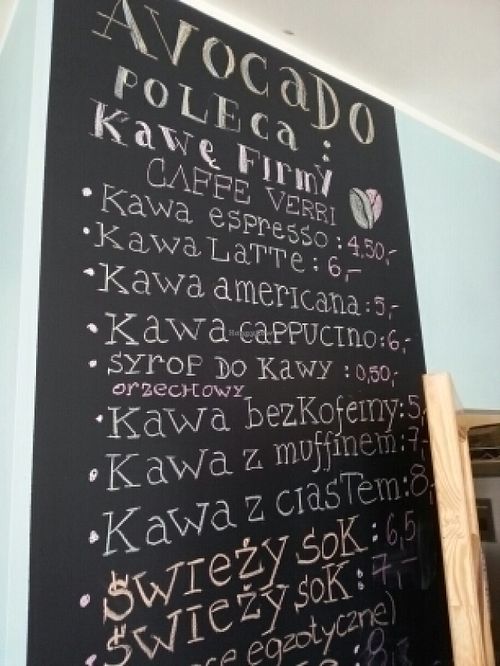 AVOCADO
POLECA :
KAWĘ FIRMY
CAFFE VERRI
• Kawa espresso : 4,50,-
• Kawa LATTE : 6,-
• Kawa americana : 5,-
• Kawa cappucino : 6,-
• SYROP DO KAWY : 0,50,-
orzechowy
• Kawa bezkofeiny : 5,-
• Kawa z muffinem : 7,-
• Kawa z ciastem : 8,
• świeży sok : 6,5
• świeży sok : 7,-
egzotyczne)
: 8,-